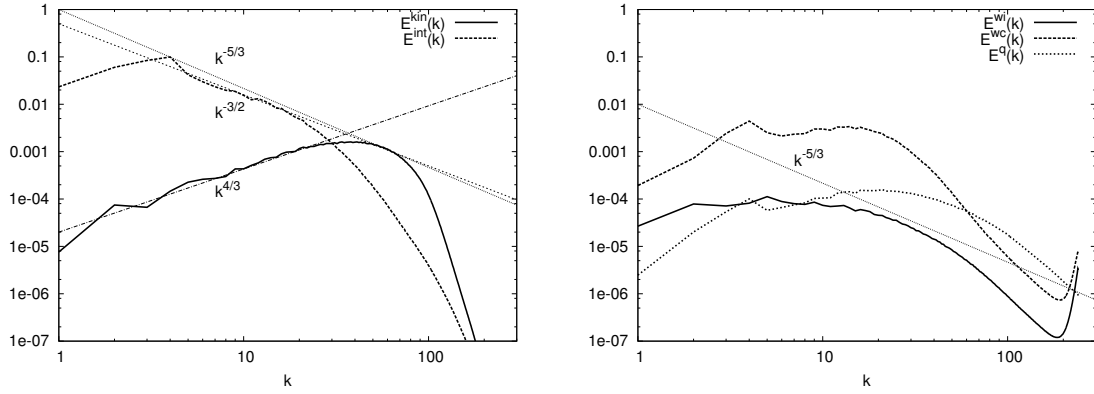 1
0.1
0.01
0.001
1e-04
1e-05
1e-06
1e-07
1
10
100
k
E^kin(k)
E^int(k)
k^-5/3
k^-3/2
k^4/3
1
0.1
0.01
0.001
1e-04
1e-05
1e-06
1e-07
1
10
100
k
E^wi(k)
E^wc(k)
E^q(k)
k^-5/3